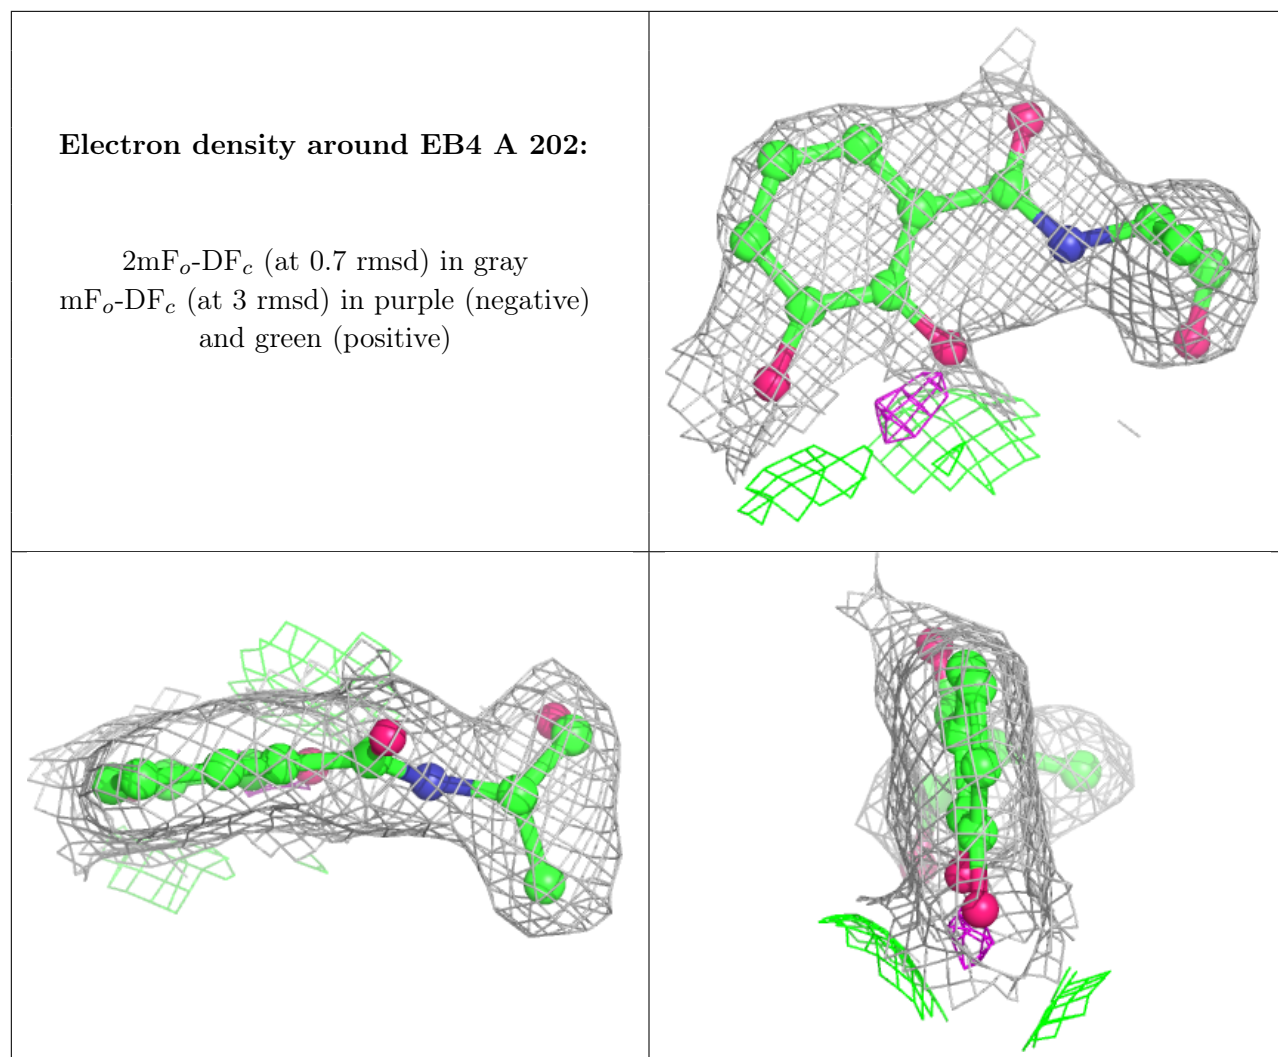 Electron density around EB4 A 202:
2mFo-DFc (at 0.7 rmsd) in gray
mFo-DFc (at 3 rmsd) in purple (negative)
and green (positive)